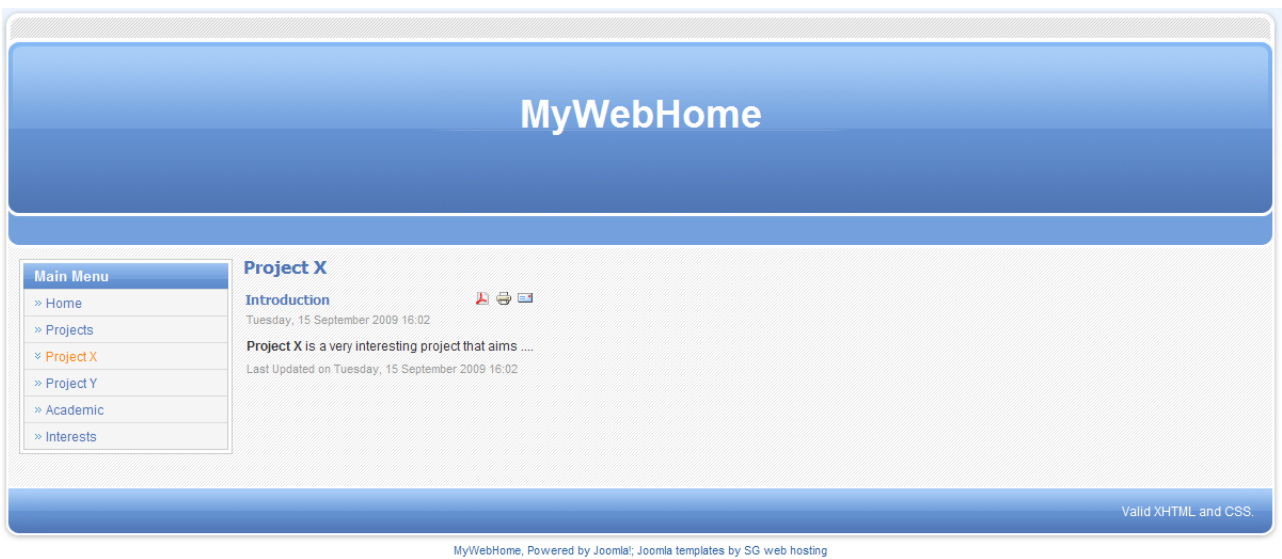 MyWebHome
Main Menu
» Home
» Projects
» Project X
» Project Y
» Academic
» Interests
Project X
Introduction
Tuesday, 15 September 2009 16:02
Project X is a very interesting project that aims ....
Last Updated on Tuesday, 15 September 2009 16:02
Valid XHTML and CSS.
MyWebHome, Powered by Joomla!; Joomla templates by SG web hosting